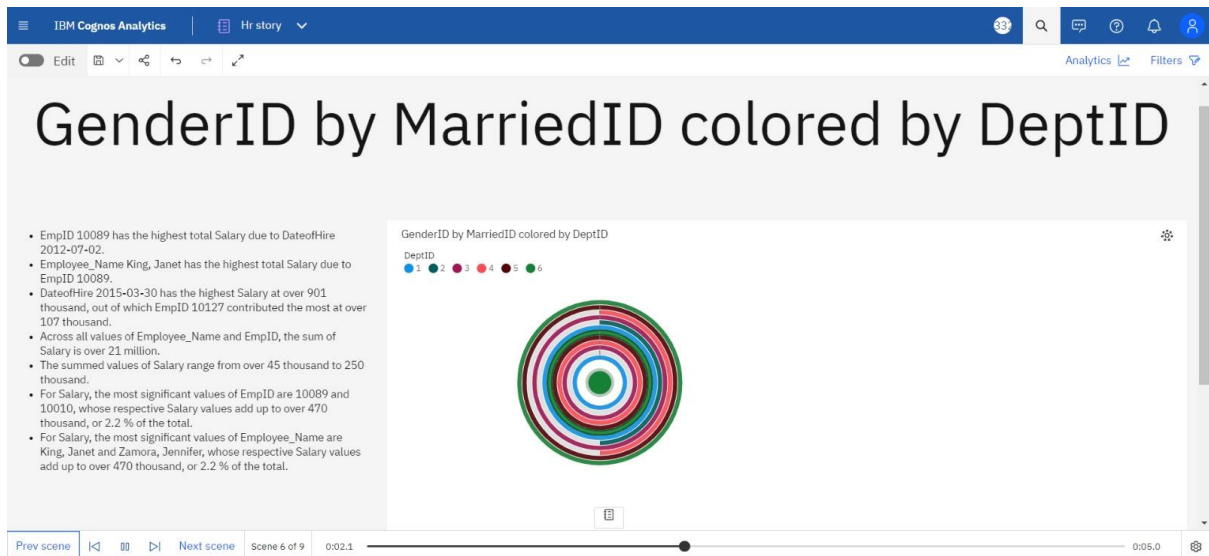 IBM Cognos Analytics
Hr story
Edit
Analytics
Filters
GenderID by MarriedID colored by DeptID
• EmpID 10089 has the highest total Salary due to DateofHire
2012-07-02.
• Employee_Name King, Janet has the highest total Salary due to
EmpID 10089.
• DateofHire 2015-03-30 has the highest Salary at over 901
thousand, out of which EmpID 10127 contributed the most at over
107 thousand.
• Across all values of Employee_Name and EmpID, the sum of
Salary is over 21 million.
• The summed values of Salary range from over 45 thousand to 250
thousand.
• For Salary, the most significant values of EmpID are 10089 and
10010, whose respective Salary values add up to over 470
thousand, or 2.2 % of the total.
• For Salary, the most significant values of Employee_Name are
King, Janet and Zamora, Jennifer, whose respective Salary values
add up to over 470 thousand, or 2.2 % of the total.
GenderID by MarriedID colored by DeptID
DeptID
1 2 3 4 5 6
Prev scene
Next scene
Scene 6 of 9
0:02.1
0:05.0